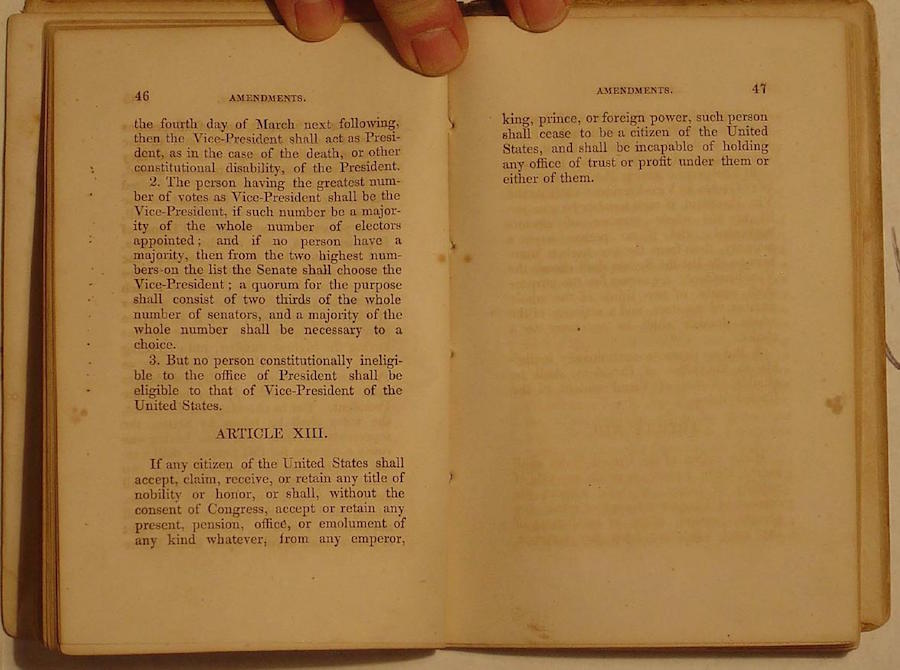 46
AMENDMENTS.
the fourth day of March next following,
then the Vice-President shall act as Presi-
dent, as in the case of the death, or other
constitutional disability, of the President.
2. The person having the greatest num-
ber of votes as Vice-President shall be the
Vice-President, if such number be a major-
ity of the whole number of electors
appointed; and if no person have a
majority, then from the two highest num-
bers on the list the Senate shall choose the
Vice-President; a quorum for the purpose
shall consist of two thirds of the whole
number of senators, and a majority of the
whole number shall be necessary to a
choice.
3. But no person constitutionally ineligi-
ble to the office of President shall be
eligible to that of Vice-President of the
United States.
ARTICLE XIII.
If any citizen of the United States shall
accept, claim, receive, or retain any title of
nobility or honor, or shall, without the
consent of Congress, accept or retain any
present, pension, office, or emolument of
any kind whatever, from any emperor,
AMENDMENTS.
47
king, prince, or foreign power, such person
shall cease to be a citizen of the United
States, and shall be incapable of holding
any office of trust or profit under them or
either of them.